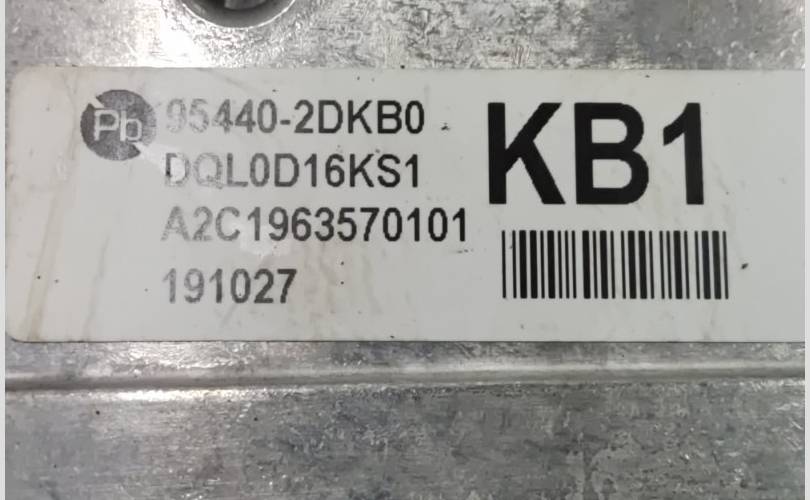 Pb
95440-2DKB0
KB1
DQL0D16KS1
A2C1963570101
191027